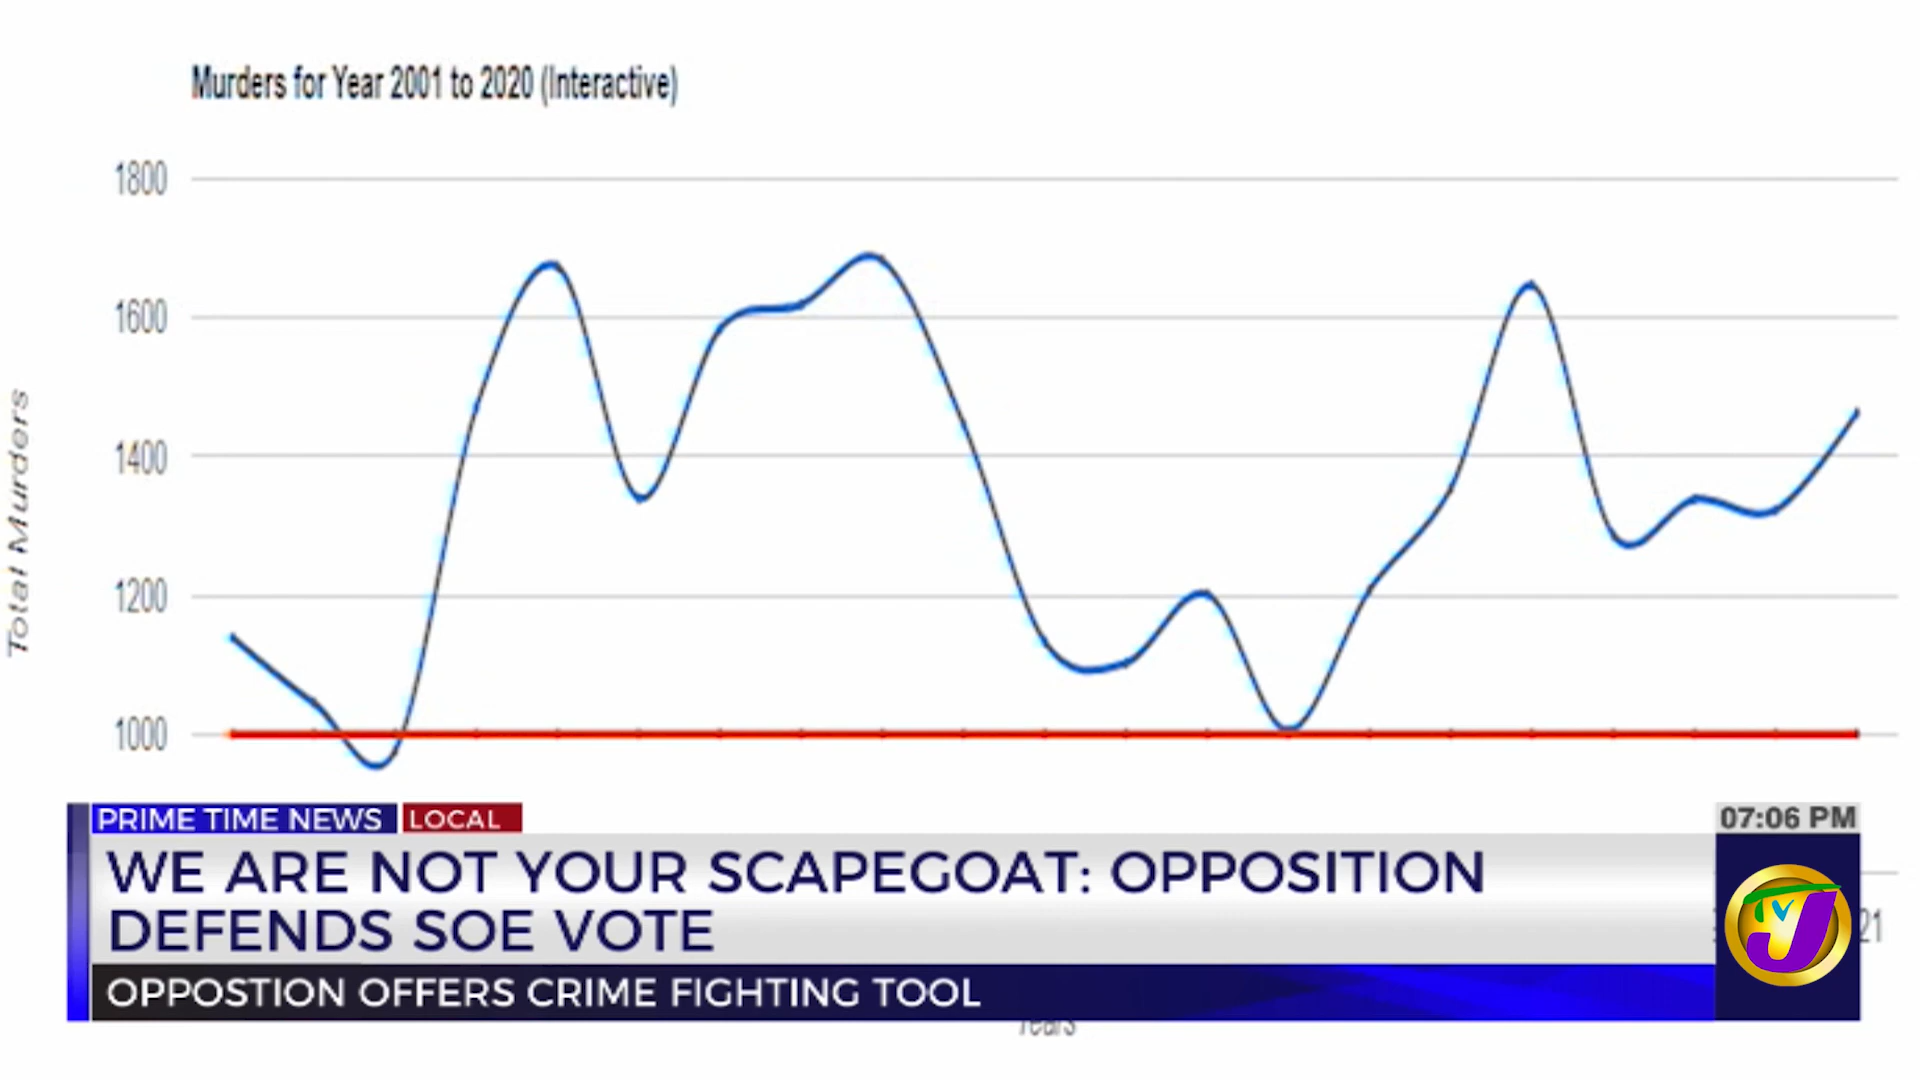 Murders for Year 2001 to 2020 (Interactive)
1800
1600
1400
1200
1000
Total Murders
PRIME TIME NEWS LOCAL
07:06 PM
WE ARE NOT YOUR SCAPEGOAT: OPPOSITION
DEFENDS SOE VOTE
TVJ
21
OPPOSTION OFFERS CRIME FIGHTING TOOL
Years